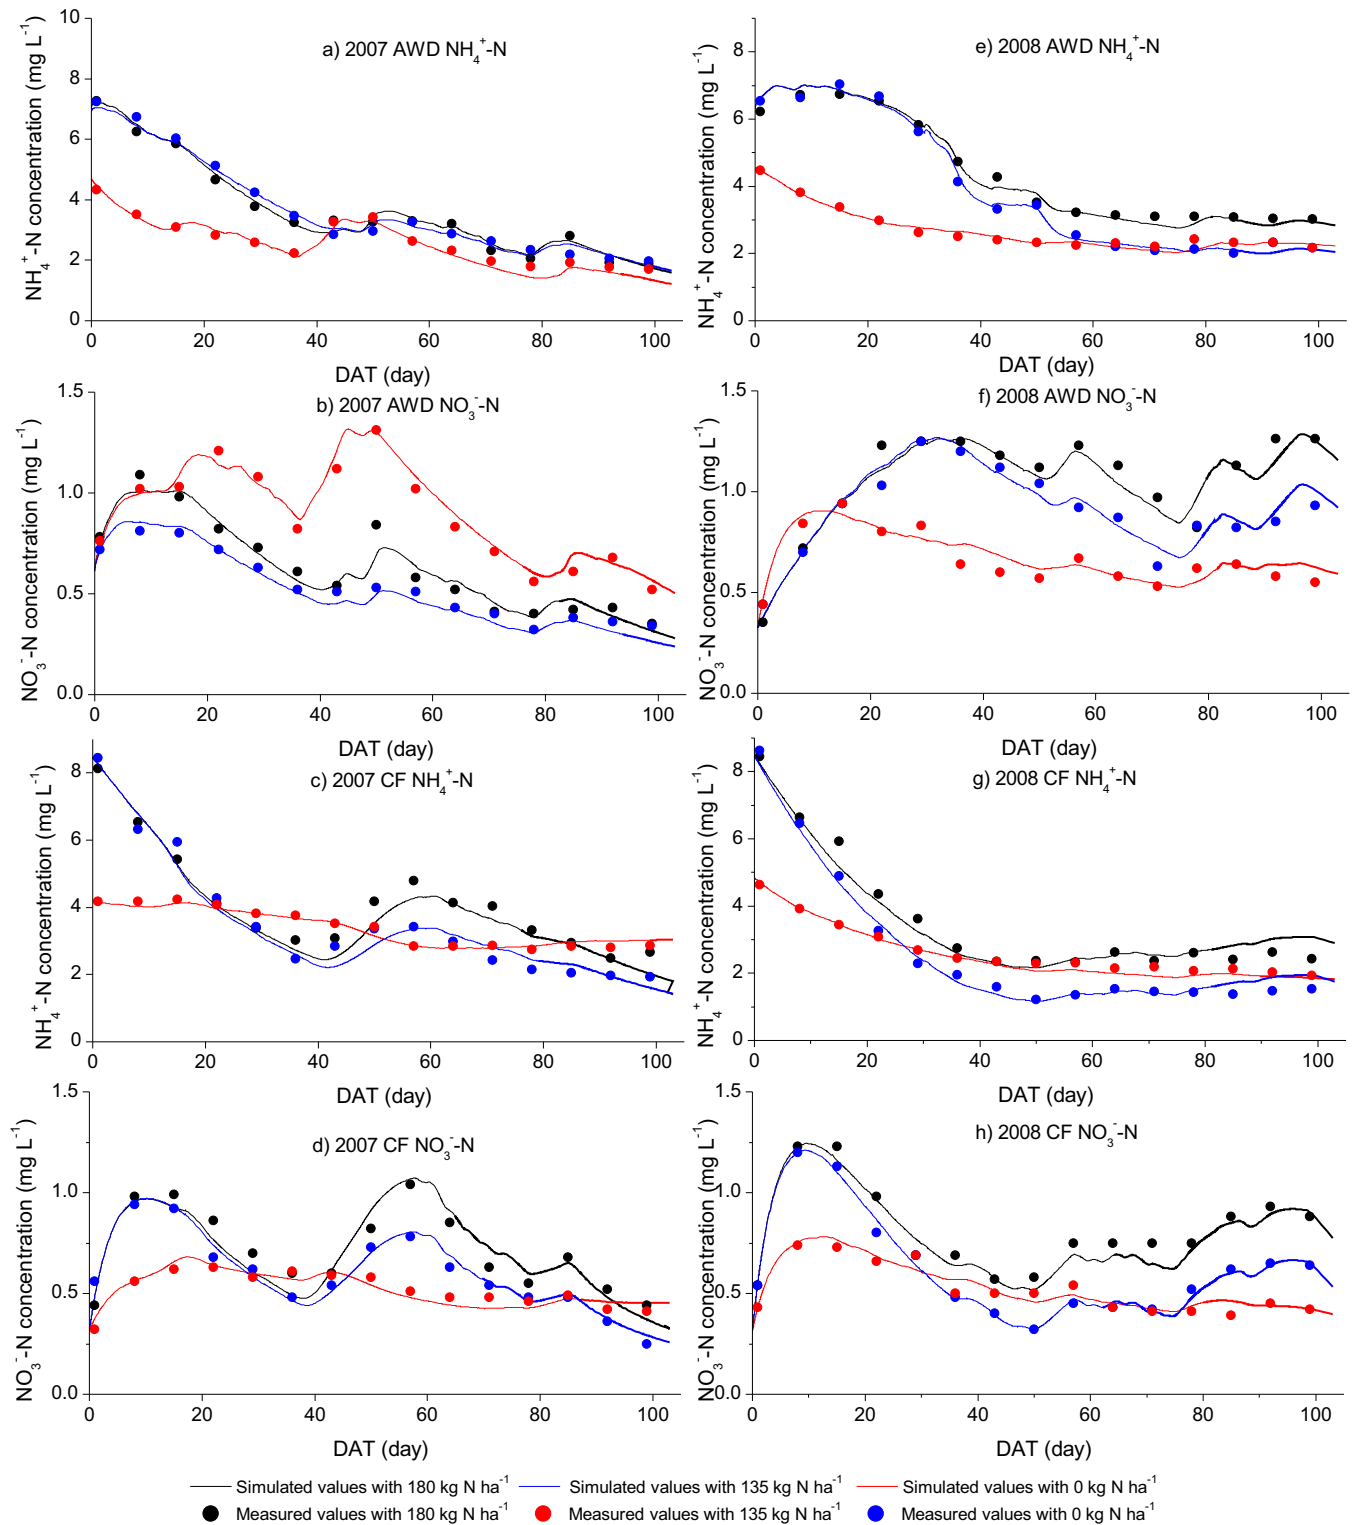 a) 2007 AWD NH₄⁺-N
NH₄⁺-N concentration (mg L⁻¹)
10
8
6
4
2
0
0 20 40 60 80 100
DAT (day)
e) 2008 AWD NH₄⁺-N
NH₄⁺-N concentration (mg L⁻¹)
8
6
4
2
0
0 20 40 60 80 100
DAT (day)
b) 2007 AWD NO₃⁻-N
NO₃⁻-N concentration (mg L⁻¹)
1.5
1.0
0.5
0.0
0 20 40 60 80 100
DAT (day)
f) 2008 AWD NO₃⁻-N
NO₃⁻-N concentration (mg L⁻¹)
1.5
1.0
0.5
0.0
0 20 40 60 80 100
DAT (day)
c) 2007 CF NH₄⁺-N
NH₄⁺-N concentration (mg L⁻¹)
8
6
4
2
0
0 20 40 60 80 100
DAT (day)
g) 2008 CF NH₄⁺-N
NH₄⁺-N concentration (mg L⁻¹)
8
6
4
2
0
0 20 40 60 80 100
DAT (day)
d) 2007 CF NO₃⁻-N
NO₃⁻-N concentration (mg L⁻¹)
1.5
1.0
0.5
0.0
0 20 40 60 80 100
DAT (day)
h) 2008 CF NO₃⁻-N
NO₃⁻-N concentration (mg L⁻¹)
1.5
1.0
0.5
0.0
0 20 40 60 80 100
DAT (day)
Simulated values with 180 kg N ha⁻¹ Simulated values with 135 kg N ha⁻¹ Simulated values with 0 kg N ha⁻¹
Measured values with 180 kg N ha⁻¹ Measured values with 135 kg N ha⁻¹ Measured values with 0 kg N ha⁻¹